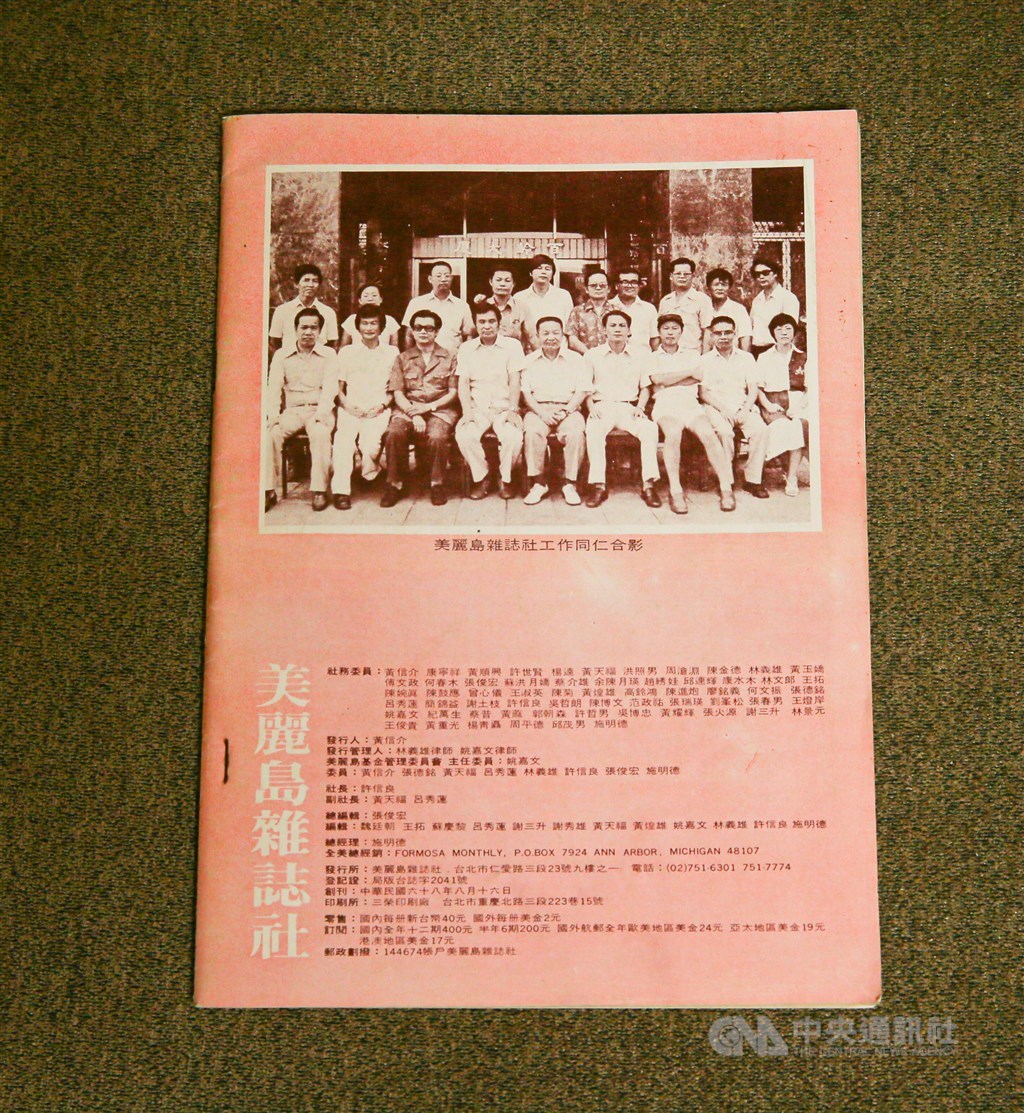 美麗島雜誌社工作同仁合影
美麗島雜誌社
社務委員：黃信介 康寧祥 黃順興 許世賢 楊逵 黃天福 洪照男 周滄淵 陳金德 林義雄 黃玉嬌
傅文政 何春木 張俊宏 蘇洪月嬌 蔡介雄 余陳月瑛 趙綉娃 邱連輝 康水木 林文郎 王拓
陳婉真 陳鼓應 曾心儀 王淑英 陳菊 黃煌雄 高鈴鴻 陳進炮 廖銘義 何文振 張德銘
呂秀蓮 簡錦益 謝土枝 許信良 吳哲朗 陳博文 范政祐 張瑞瑛 劉峯松 張春男 王燈岸
姚嘉文 紀萬生 蔡昔 黃蔴 郭朝森 許哲男 吳博忠 黃耀輝 張火源 謝三升 林景元
王俊貴 黃重光 楊青矗 周平德 邱茂男 施明德
發行人：黃信介
發行管理人：林義雄律師 姚嘉文律師
美麗島基金管理委員會 主任委員：姚嘉文
委員：黃信介 張德銘 黃天福 呂秀蓮 林義雄 許信良 張俊宏 施明德
社長：許信良
副社長：黃天福 呂秀蓮
總編輯：張俊宏
編輯：魏廷朝 王拓 蘇慶黎 呂秀蓮 謝三升 謝秀雄 黃天福 黃煌雄 姚嘉文 林義雄 許信良 施明德
總經理：施明德
全美總經銷：FORMOSA MONTHLY, P.O.BOX 7924 ANN ARBOR, MICHIGAN 48107
發行所：美麗島雜誌社 台北市仁愛路三段23號九樓之一 電話：(02)751-6301 751-7774
登記證：局版台誌字2041號
創刊：中華民國六十八年八月十六日
印刷所：三榮印刷廠 台北市重慶北路三段223巷15號
零售：國內每冊新台幣40元 國外每冊美金2元
訂閱：國內全年十二期400元 半年6期200元 國外航郵全年歐美地區美金24元 亞太地區美金19元
港澳地區美金17元
郵政劃撥：144674帳戶美麗島雜誌社
CNA 中央通訊社
THE CENTRAL NEWS AGENCY